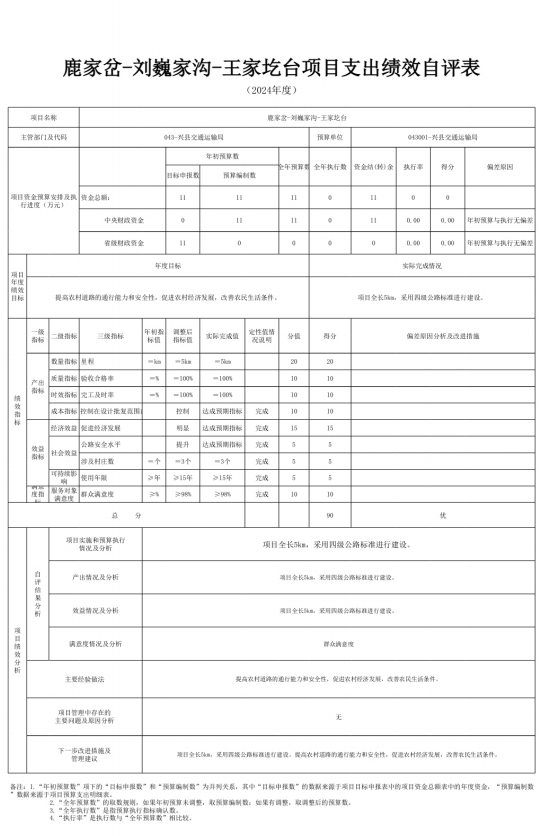 鹿家岔-刘巍家沟-王家圪台项目支出绩效自评表
（2024年度）
项目名称 鹿家岔-刘巍家沟-王家圪台
主管部门及代码 043-兴县交通运输局 预算单位 043001-兴县交通运输局
项目资金预算安排及执行进度（万元） 年初预算数 全年预算数 全年执行数 资金结(转)金 执行率 得分 偏差原因
目标申报数 预算编制数
资金总额： 11 11 11 0 11 0 0
中央财政资金 0 11 11 0 11 0.00 0.00 年初预算与执行无偏差
省级财政资金 11 0 0 0 0 0.00 0.00 年初预算与执行无偏差
项目年度绩效目标 年度目标 实际完成情况
提高农村道路的通行能力和安全性，促进农村经济发展，改善农民生活条件。 项目全长5km，采用四级公路标准进行建设。
绩效指标 一级指标 二级指标 三级指标 年初指标值 调整后指标值 实际完成值 定性值情况说明 分值 得分 偏差原因分析及改进措施
产出指标 数量指标 里程 ＝km ＝5km ＝5km 20 20
质量指标 验收合格率 ＝% ＝100% ＝100% 10 10
时效指标 完工及时率 ＝% ＝100% ＝100% 10 10
成本指标 控制在设计批复范围 控制 达成预期指标 完成 10 10
效益指标 经济效益 促进经济发展 明显 达成预期指标 完成 15 15
社会效益 公路安全水平 提升 达成预期指标 完成 5 5
涉及村庄数 ＝个 ＝3个 ＝3个 完成 5 5
可持续影响 使用年限 ≥年 ≥15年 ≥15年 完成 5 5
满意度指标 服务对象满意度 群众满意度 ≥% ≥98% ≥98% 完成 10 10
总 分 90 优
项目绩效分析 自评结果分析 项目实施和预算执行情况及分析 项目全长5km，采用四级公路标准进行建设。
产出情况及分析 项目全长5km，采用四级公路标准进行建设。
效益情况及分析 项目全长5km，采用四级公路标准进行建设。
满意度情况及分析 群众满意度
主要经验做法 提高农村道路的通行能力和安全性，促进农村经济发展，改善农民生活条件。
项目管理中存在的主要问题及原因分析 无
下一步改进措施及管理建议 项目全长5km，采用四级公路标准进行建设。提高农村道路的通行能力和安全性，促进农村经济发展，改善农民生活条件。
备注：1.“年初预算数”项下的“目标申报数”和“预算编制数”为并列关系，其中“目标申报数”的数据来源于项目目标申报表中的项目资金总额表中的年度资金，“预算编制数
”数据来源于项目预算支出明细表。
2.“全年预算数”的取数规则，如果年初预算未调整，取预算编制数；如果有调整，取调整后的预算数。
3.“全年执行数”是指预算执行指标确认数。
4.“执行率”是执行数与“全年预算数”相比较。